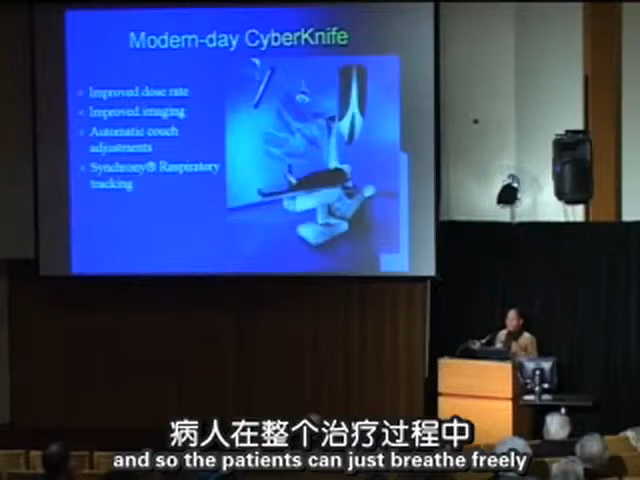 Modern-day CyberKnife
Improved dose rate
Improved imaging
Automatic couch
adjustments
Synchrony® Respiratory
tracking
病人在整个治疗过程中
and so the patients can just breathe freely